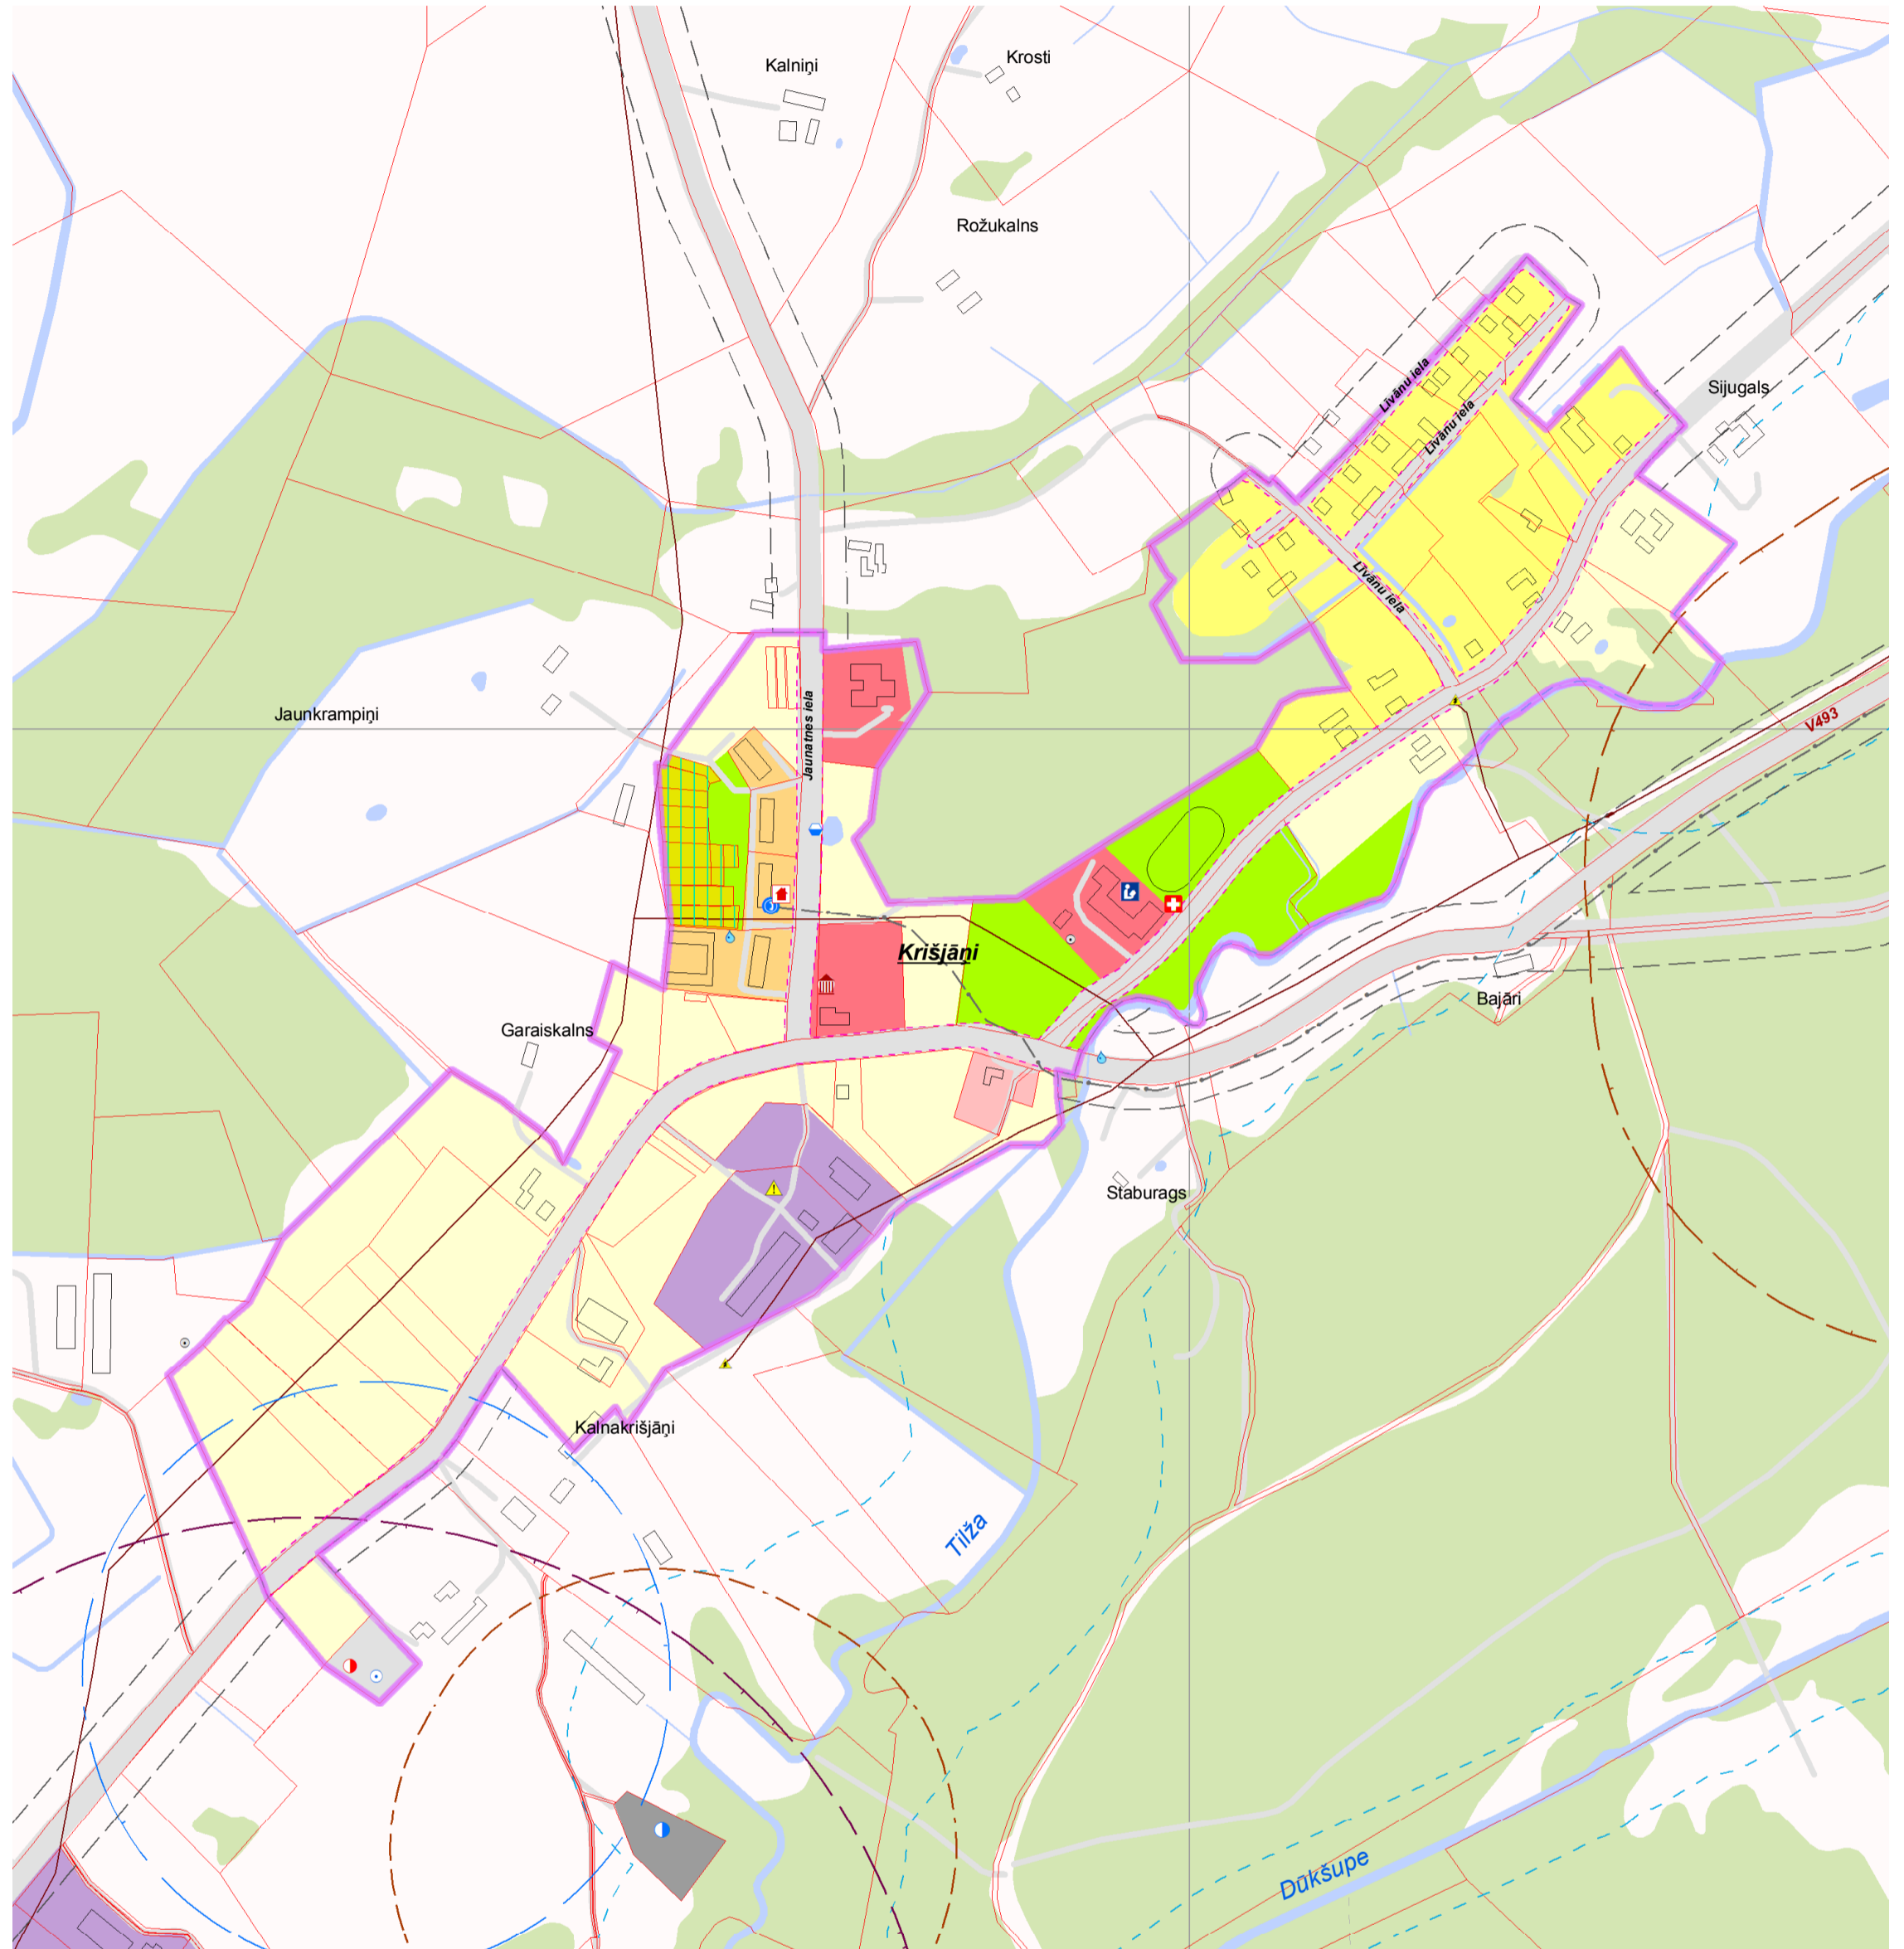 Krosti
Kalniņi
Rožukalns
Līvānu iela
Sijugals
Līvānu iela
Līvānu iela
Jaunkrampiņi
Jaunatnes iela
V493
Krišjāņi
Bajāri
Garaiskalns
Staburags
Kalnakrišjāņi
Tilža
Dūkšupe